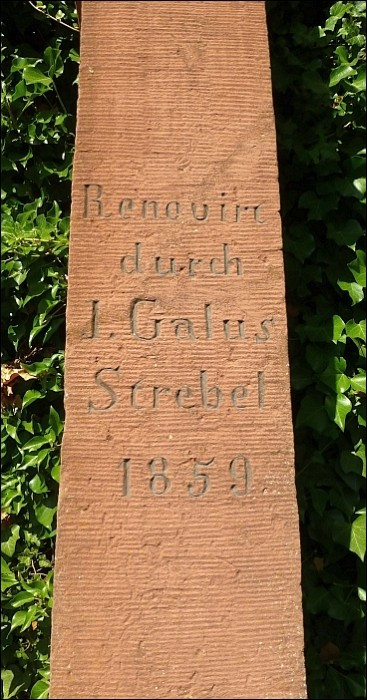 Renovirt
durch
J. Galus
Strebel
1859